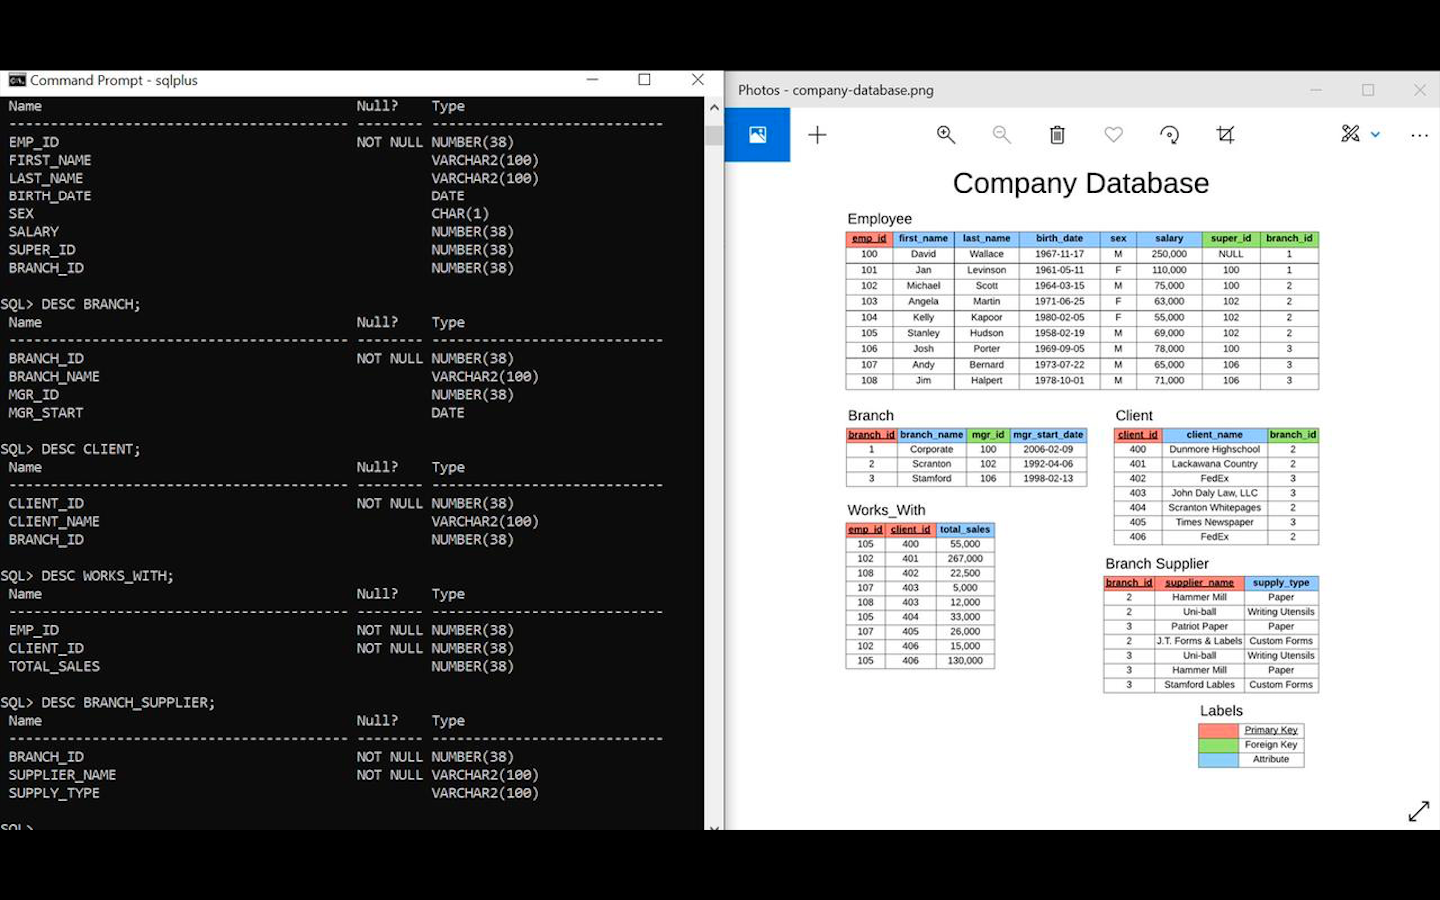 Command Prompt - sqlplus
Name Null? Type
----------------------------------------- -------- ----------------------------
EMP_ID NOT NULL NUMBER(38)
FIRST_NAME VARCHAR2(100)
LAST_NAME VARCHAR2(100)
BIRTH_DATE DATE
SEX CHAR(1)
SALARY NUMBER(38)
SUPER_ID NUMBER(38)
BRANCH_ID NUMBER(38)
SQL> DESC BRANCH;
Name Null? Type
----------------------------------------- -------- ----------------------------
BRANCH_ID NOT NULL NUMBER(38)
BRANCH_NAME VARCHAR2(100)
MGR_ID NUMBER(38)
MGR_START DATE
SQL> DESC CLIENT;
Name Null? Type
----------------------------------------- -------- ----------------------------
CLIENT_ID NOT NULL NUMBER(38)
CLIENT_NAME VARCHAR2(100)
BRANCH_ID NUMBER(38)
SQL> DESC WORKS_WITH;
Name Null? Type
----------------------------------------- -------- ----------------------------
EMP_ID NOT NULL NUMBER(38)
CLIENT_ID NOT NULL NUMBER(38)
TOTAL_SALES NUMBER(38)
SQL> DESC BRANCH_SUPPLIER;
Name Null? Type
----------------------------------------- -------- ----------------------------
BRANCH_ID NOT NULL NUMBER(38)
SUPPLIER_NAME NOT NULL VARCHAR2(100)
SUPPLY_TYPE VARCHAR2(100)
SQL>
Photos - company-database.png
Company Database
Employee
emp_id first_name last_name birth_date sex salary super_id branch_id
100 David Wallace 1967-11-17 M 250,000 NULL 1
101 Jan Levinson 1961-05-11 F 110,000 100 1
102 Michael Scott 1964-03-15 M 75,000 100 2
103 Angela Martin 1971-06-25 F 63,000 102 2
104 Kelly Kapoor 1980-02-05 F 55,000 102 2
105 Stanley Hudson 1958-02-19 M 69,000 102 2
106 Josh Porter 1969-09-05 M 78,000 100 3
107 Andy Bernard 1973-07-22 M 65,000 106 3
108 Jim Halpert 1978-10-01 M 71,000 106 3
Branch
branch_id branch_name mgr_id mgr_start_date
1 Corporate 100 2006-02-09
2 Scranton 102 1992-04-06
3 Stamford 106 1998-02-13
Client
client_id client_name branch_id
400 Dunmore Highschool 2
401 Lackawana Country 2
402 FedEx 3
403 John Daly Law, LLC 3
404 Scranton Whitepages 2
405 Times Newspaper 3
406 FedEx 2
Works_With
emp_id client_id total_sales
105 400 55,000
102 401 267,000
108 402 22,500
107 403 5,000
108 403 12,000
105 404 33,000
107 405 26,000
102 406 15,000
105 406 130,000
Branch Supplier
branch_id supplier_name supply_type
2 Hammer Mill Paper
2 Uni-ball Writing Utensils
3 Patriot Paper Paper
2 J.T. Forms & Labels Custom Forms
3 Uni-ball Writing Utensils
3 Hammer Mill Paper
3 Stamford Lables Custom Forms
Labels
Primary Key
Foreign Key
Attribute